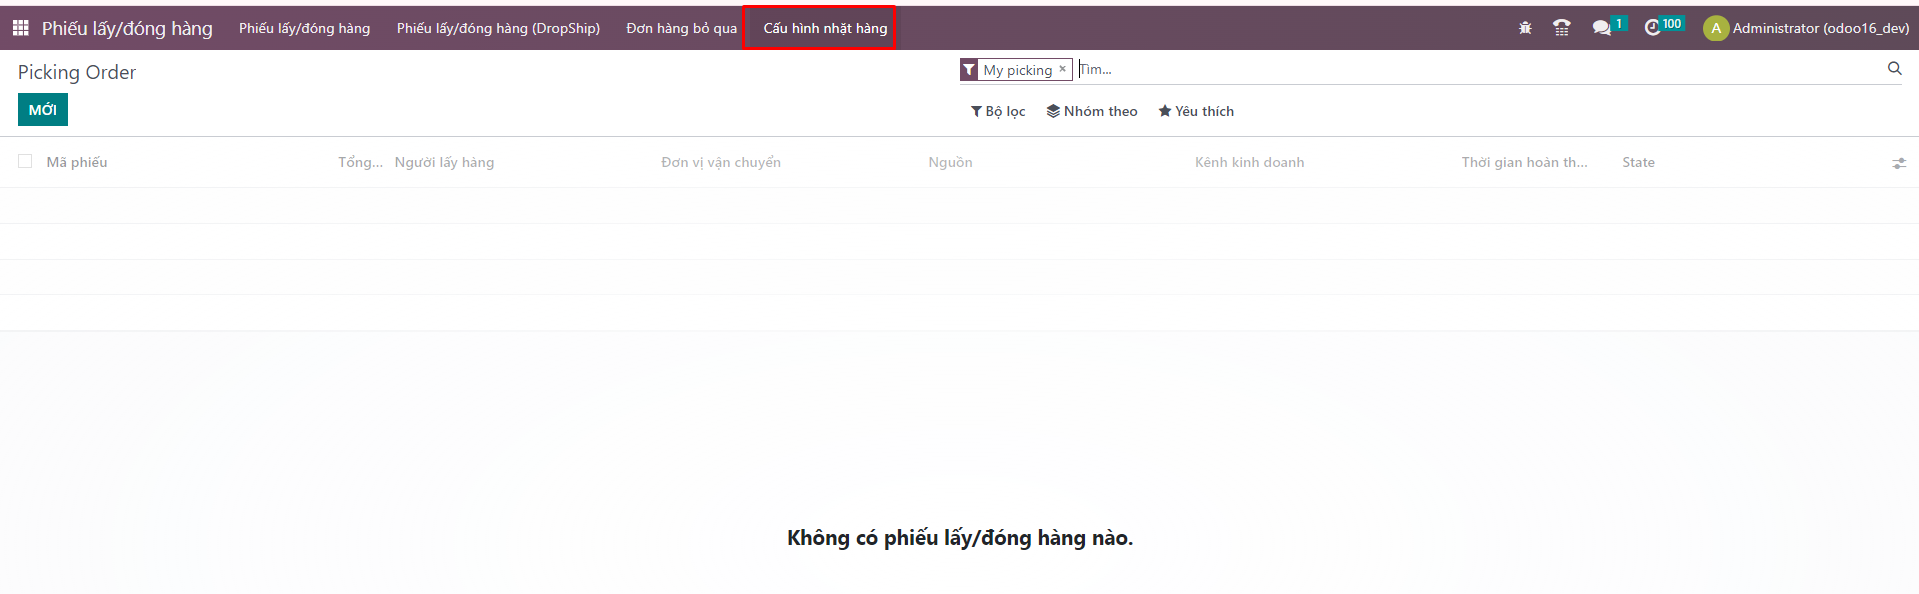 Phiếu lấy/đóng hàng Phiếu lấy/đóng hàng Phiếu lấy/đóng hàng (DropShip) Đơn hàng bỏ qua Cấu hình nhặt hàng 1 100 A Administrator (odoo16_dev)
Picking Order My picking × Tìm...
MỚI Bộ lọc Nhóm theo Yêu thích
Mã phiếu Tổng... Người lấy hàng Đơn vị vận chuyển Nguồn Kênh kinh doanh Thời gian hoàn th... State
Không có phiếu lấy/đóng hàng nào.